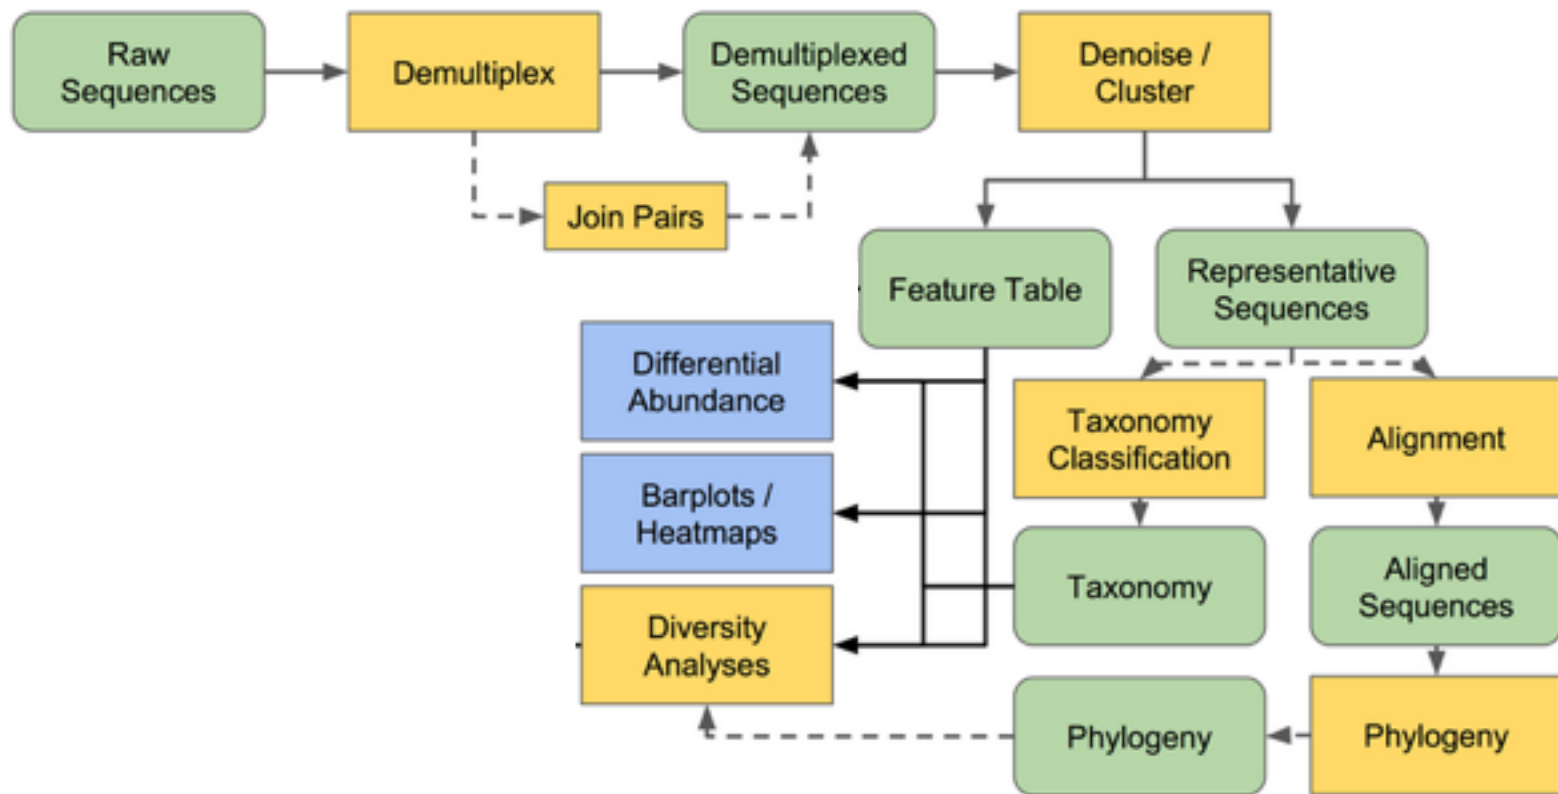 Raw
Sequences
Demultiplex
Demultiplexed
Sequences
Denoise /
Cluster
Join Pairs
Feature Table
Representative
Sequences
Differential
Abundance
Taxonomy
Classification
Alignment
Barplots /
Heatmaps
Taxonomy
Aligned
Sequences
Diversity
Analyses
Phylogeny
Phylogeny